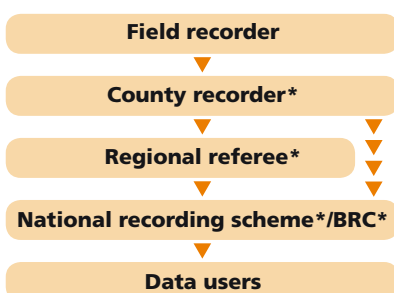 Field recorder
County recorder*
Regional referee*
National recording scheme*/BRC*
Data users